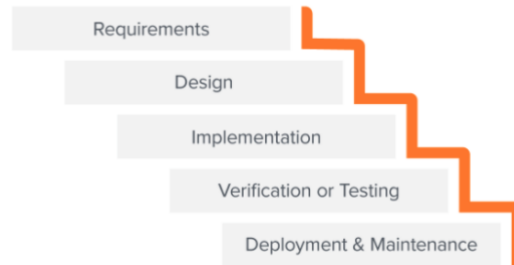 Requirements
Design
Implementation
Verification or Testing
Deployment & Maintenance